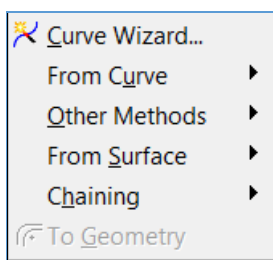 Curve Wizard...
From Curve
Other Methods
From Surface
Chaining
To Geometry